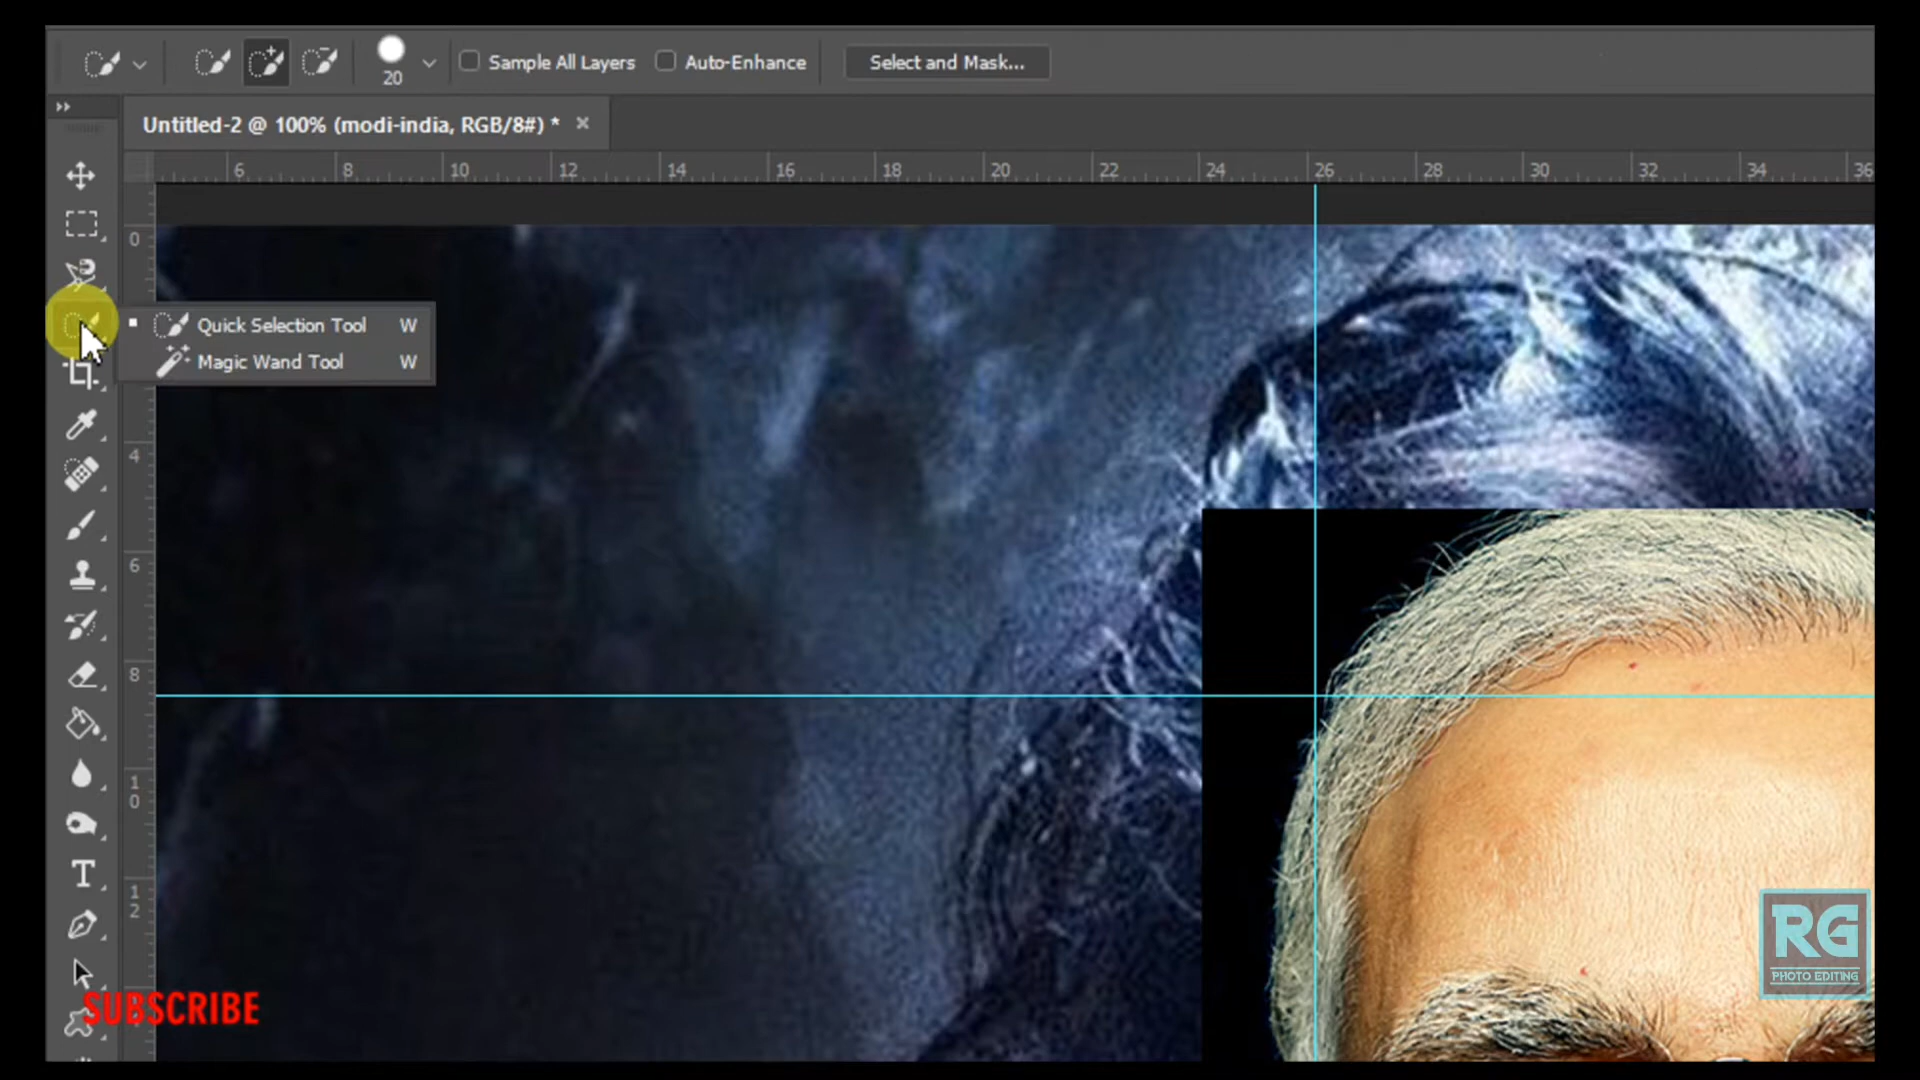 20
Sample All Layers
Auto-Enhance
Select and Mask...
Untitled-2 @ 100% (modi-india, RGB/8#) * ×
6 8 10 12 14 16 18 20 22 24 26 28 30 32 34 36
0
Quick Selection Tool W
Magic Wand Tool W
4
6
8
10
12
RG
PHOTO EDITING
SUBSCRIBE